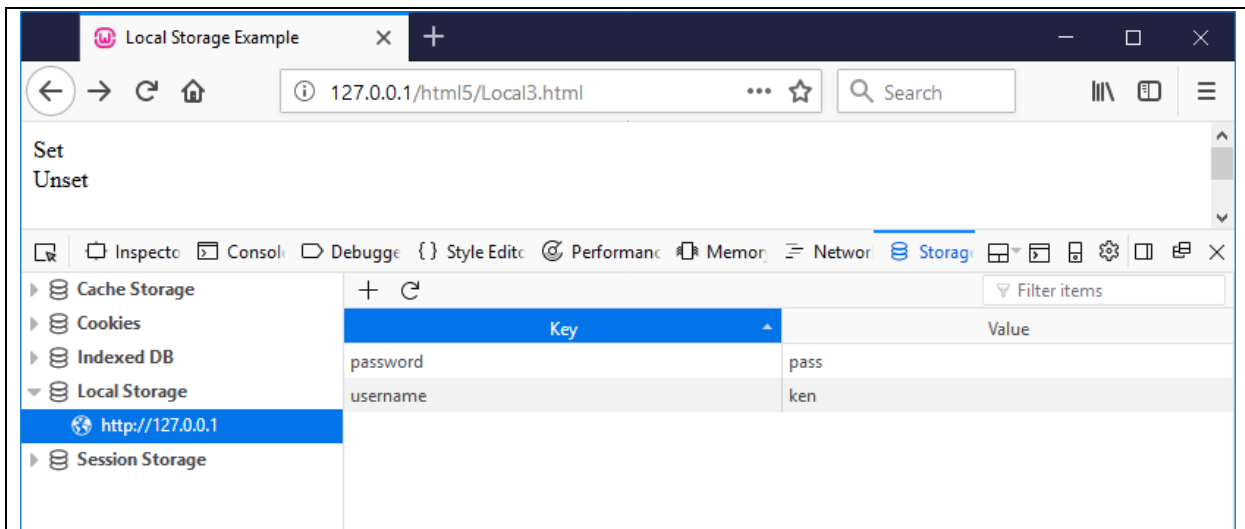 Local Storage Example
127.0.0.1/html5/Local3.html
Search
Set
Unset
Inspecto Console Debugge { } Style Edito Performanc Memory Networ Storage
Cache Storage
Filter items
Cookies
Key Value
Indexed DB
password pass
Local Storage
username ken
http://127.0.0.1
Session Storage